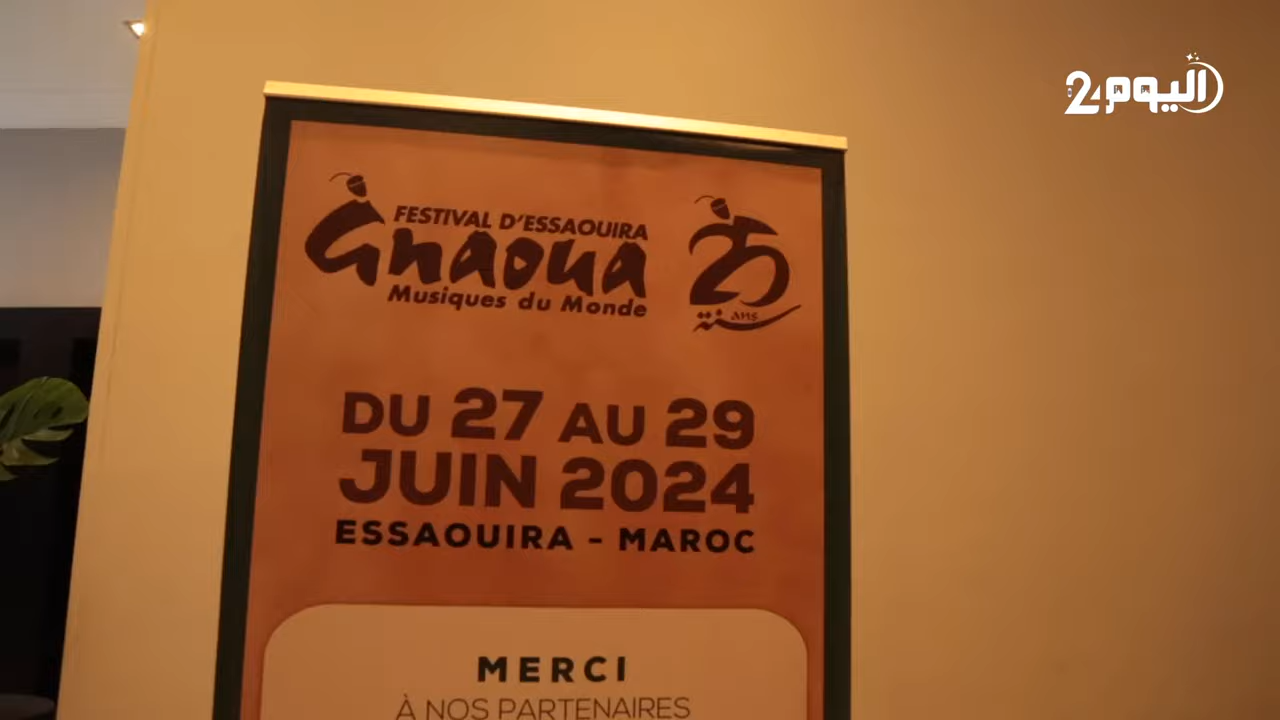 اليوم 24
FESTIVAL D'ESSAOUIRA
Gnaoua
Musiques du Monde
25
ans سنة
DU 27 AU 29
JUIN 2024
ESSAOUIRA - MAROC
MERCI
À NOS PARTENAIRES